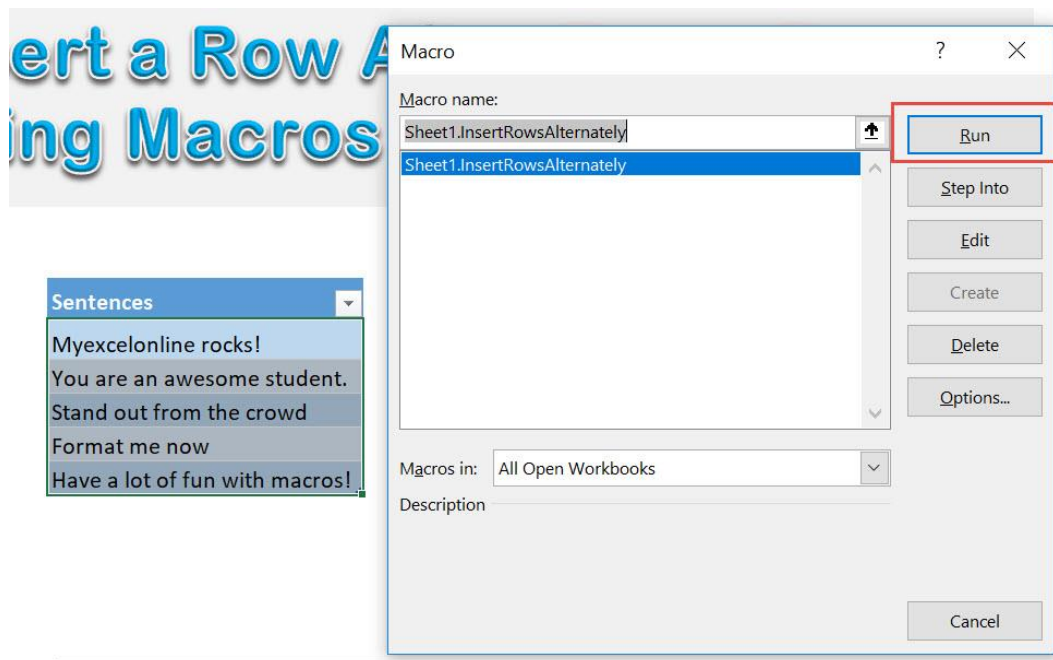 ert a Row A
ing Macros
Sentences
Myexcelonline rocks!
You are an awesome student.
Stand out from the crowd
Format me now
Have a lot of fun with macros!
Macro
?
Macro name:
Sheet1.InsertRowsAlternately
Sheet1.InsertRowsAlternately
Run
Step Into
Edit
Create
Delete
Options...
Macros in:
All Open Workbooks
Description
Cancel